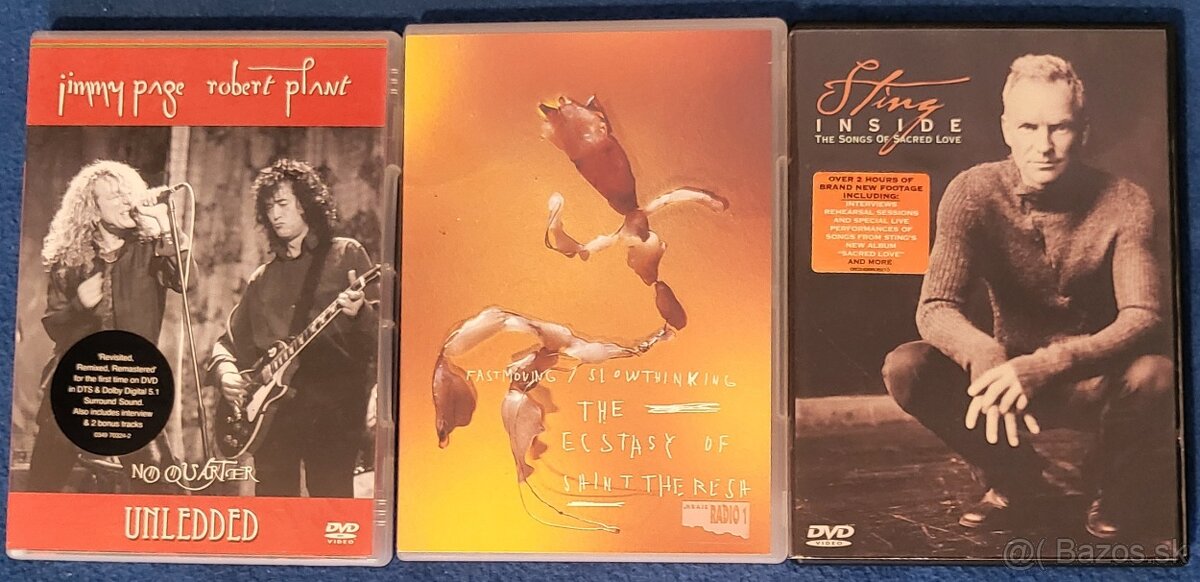 jimmy page robert plant
'Revisited,
Remixed, Remastered'
for the first time on DVD
in DTS & Dolby Digital 5.1
Surround Sound.
Also includes interview
& 2 bonus tracks
0349 70324-2
NO QUARTER
UNLEDDED
DVD
VIDEO
FASTMOVING / SLOWTHINKING
THE
ECSTASY OF
SAINT THERESA
RADIO 1
Sting
INSIDE
THE SONGS OF SACRED LOVE
OVER 2 HOURS OF
BRAND NEW FOOTAGE
INCLUDING:
INTERVIEWS
REHEARSAL SESSIONS
AND SPECIAL LIVE
PERFORMANCES OF
SONGS FROM STING'S
NEW ALBUM
"SACRED LOVE"
AND MORE
DVD
VIDEO
@( Bazos.sk